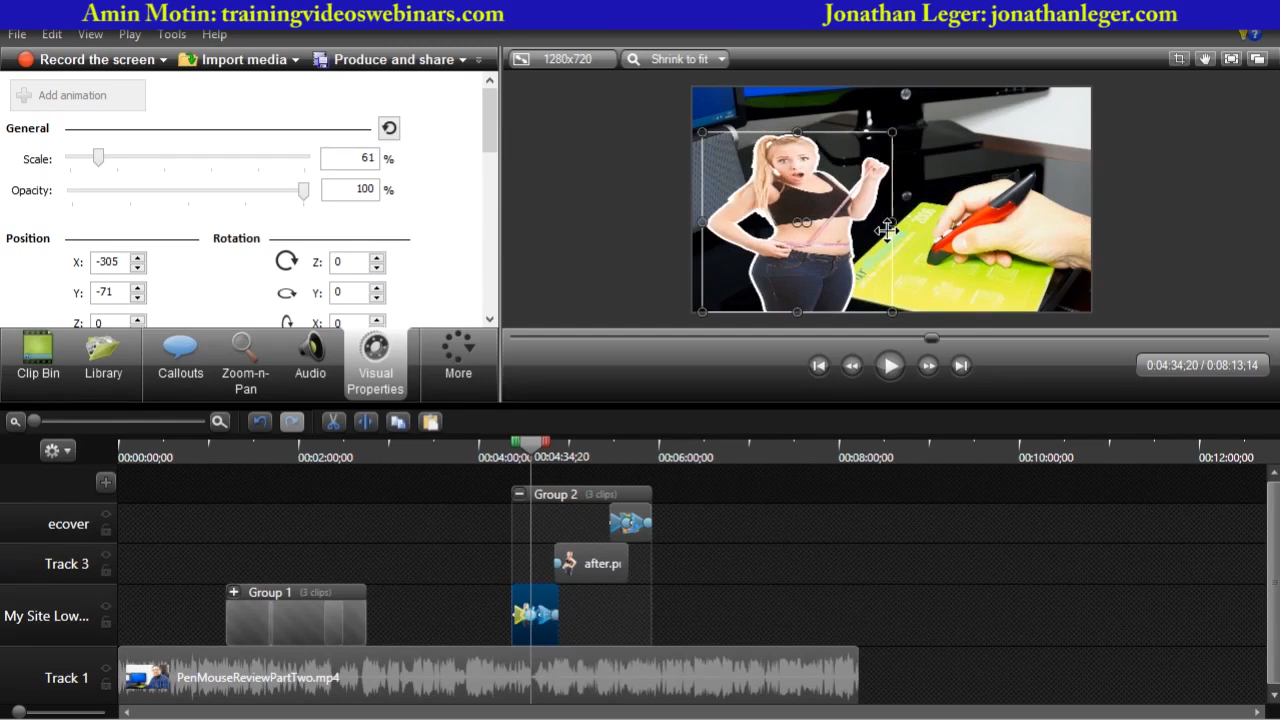 Amin Motin: trainingvideoswebinars.com
Jonathan Leger: jonathanleger.com
File Edit View Play Tools Help
Record the screen Import media Produce and share
1280x720 Shrink to fit
Add animation
General
Scale: 61 %
Opacity: 100 %
Position Rotation
X: -305 Z: 0
Y: -71 Y: 0
Z: 0 X: 0
Clip Bin Library Callouts Zoom-n-Pan Audio Visual Properties More
0:04:34;20 / 0:08:13,14
00:00:00;00 00:02:00;00 00:04:00;00 00:04:34;20 00:06:00;00 00:08:00;00 00:10:00;00 00:12:00;00
Group 2 (3 clips)
ecover
Track 3 after.p
Group 1 (3 clips)
My Site Low...
Track 1 PenMouseReviewPartTwo.mp4